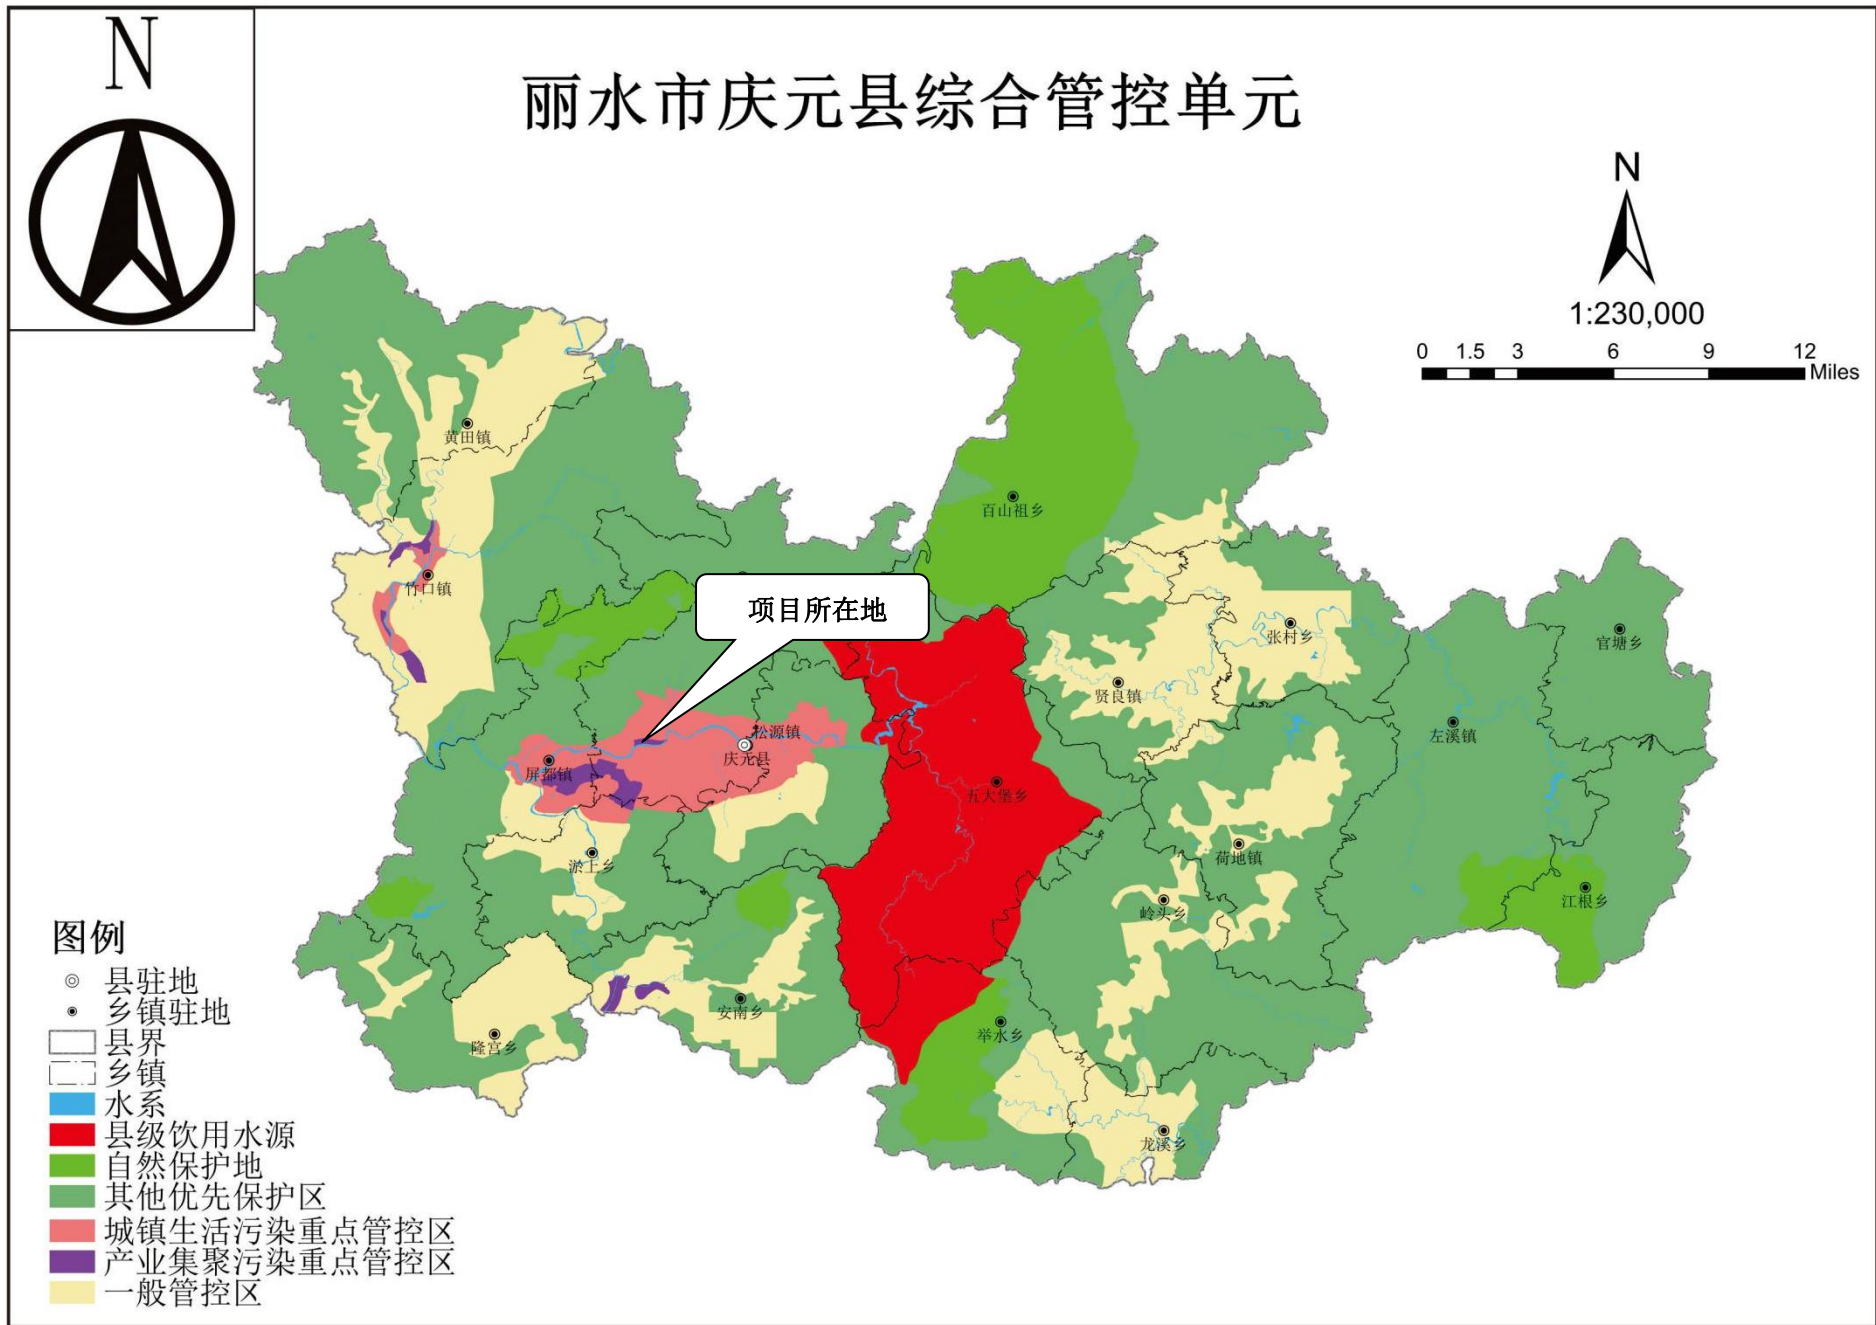 N
丽水市庆元县综合管控单元
N
1:230,000
0 1.5 3 6 9 12
Miles
黄田镇
百山祖乡
竹口镇
项目所在地
张村乡
官塘乡
贤良镇
左溪镇
松源镇
庆元县
屏都镇
五大堡乡
淤上乡
荷地镇
岭头乡
江根乡
安南乡
举水乡
隆宫乡
龙溪乡
图例
县驻地
乡镇驻地
县界
乡镇
水系
县级饮用水源
自然保护地
其他优先保护区
城镇生活污染重点管控区
产业集聚污染重点管控区
一般管控区